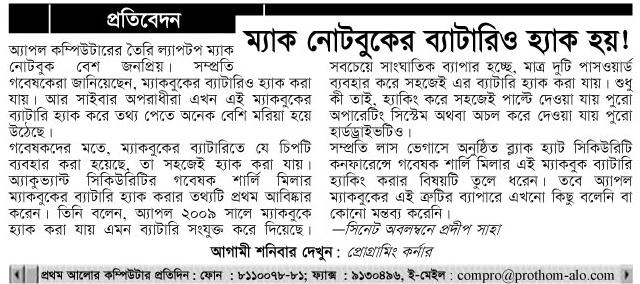 প্রতিবেদন
ম্যাক নোটবুকের ব্যাটারিও হ্যাক হয়!
অ্যাপল কম্পিউটারের তৈরি ল্যাপটপ ম্যাক
নোটবুক বেশ জনপ্রিয়। সম্প্রতি
গবেষকেরা জানিয়েছেন, ম্যাকবুকের ব্যাটারিও হ্যাক করা
যায়। আর সাইবার অপরাধীরা এখন এই ম্যাকবুকের
ব্যাটারি হ্যাক করে তথ্য পেতে অনেক বেশি মরিয়া হয়ে
উঠেছে।
গবেষকদের মতে, ম্যাকবুকের ব্যাটারিতে যে চিপটি
ব্যবহার করা হয়েছে, তা সহজেই হ্যাক করা যায়।
অ্যাকুভ্যান্ট সিকিউরিটির গবেষক শার্লি মিলার
ম্যাকবুকের ব্যাটারি হ্যাক করার তথ্যটি প্রথম আবিষ্কার
করেন। তিনি বলেন, অ্যাপল ২০০৯ সালে ম্যাকবুকে
হ্যাক করা যায় এমন ব্যাটারি সংযুক্ত করে দিয়েছে।
সবচেয়ে সাংঘাতিক ব্যাপার হচ্ছে, মাত্র দুটি পাসওয়ার্ড
ব্যবহার করে সহজেই এর ব্যাটারি হ্যাক করা যায়। শুধু
কী তাই, হ্যাকিং করে সহজেই পাল্টে দেওয়া যায় পুরো
অপারেটিং সিস্টেম অথবা অচল করে দেওয়া যায় পুরো
হার্ডড্রাইভটিও।
সম্প্রতি লাস ভেগাসে অনুষ্ঠিত ব্ল্যাক হ্যাট সিকিউরিটি
কনফারেন্সে গবেষক শার্লি মিলার এই ম্যাকবুক ব্যাটারি
হ্যাকিং করার বিষয়টি তুলে ধরেন। তবে অ্যাপল
ম্যাকবুকের এই ত্রুটির ব্যাপারে এখনো কিছু বলেনি বা
কোনো মন্তব্য করেনি।
—সিনেট অবলম্বনে প্রদীপ সাহা
আগামী শনিবার দেখুন : প্রোগ্রামিং কর্নার
প্রথম আলোর কম্পিউটার প্রতিদিন : ফোন : ৮১১০০৭৮-৮১; ফ্যাক্স : ৯১৩০৪৯৬, ই-মেইল : compro@prothom-alo.com